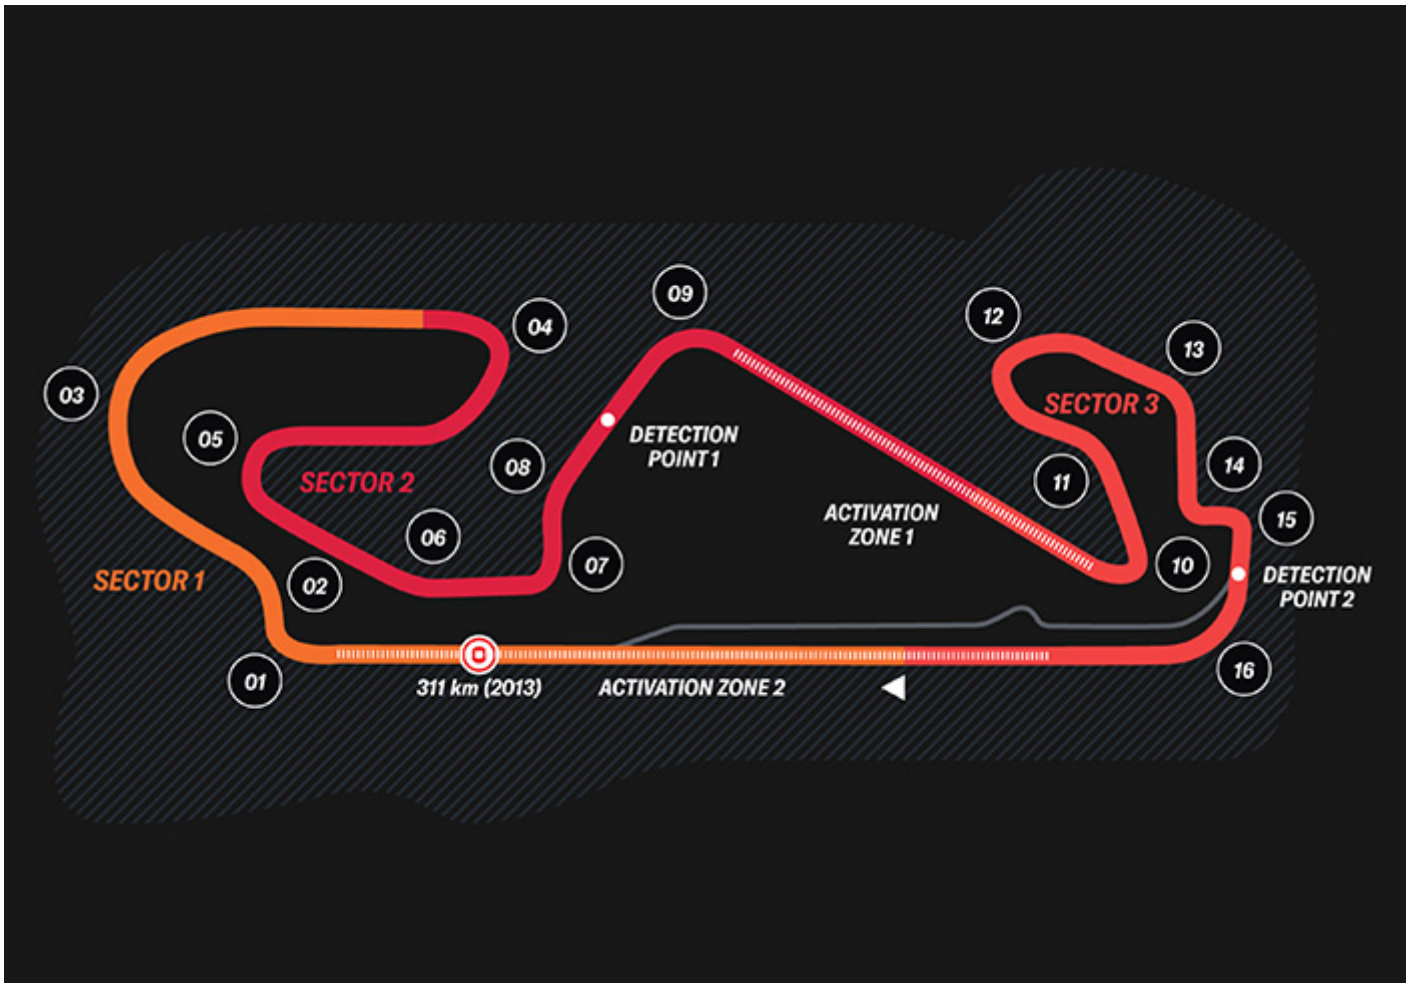 09
12
04
13
03
SECTOR 3
05
DETECTION
POINT 1
08
14
SECTOR 2
11
ACTIVATION
ZONE 1
15
06
07
10
SECTOR 1
02
DETECTION
POINT 2
01
16
311 km (2013)
ACTIVATION ZONE 2